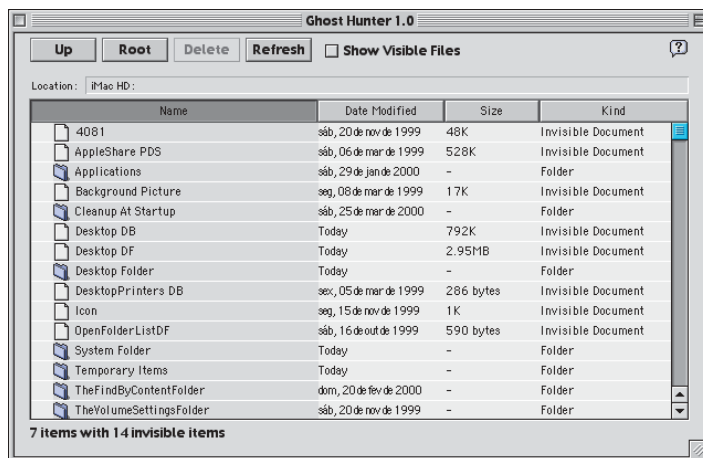 Ghost Hunter 1.0
Up Root Delete Refresh Show Visible Files ?
Location: iMac HD:
Name Date Modified Size Kind
4081 sáb, 20 de nov de 1999 48K Invisible Document
AppleShare PDS sáb, 06 de mar de 1999 528K Invisible Document
Applications sáb, 29 de jan de 2000 - Folder
Background Picture seg, 08 de mar de 1999 17K Invisible Document
Cleanup At Startup sáb, 25 de mar de 2000 - Folder
Desktop DB Today 792K Invisible Document
Desktop DF Today 2.95MB Invisible Document
Desktop Folder Today - Folder
DesktopPrinters DB sex, 05 de mar de 1999 286 bytes Invisible Document
Icon seg, 15 de nov de 1999 1K Invisible Document
OpenFolderListDF sáb, 16 de out de 1999 590 bytes Invisible Document
System Folder Today - Folder
Temporary Items Today - Folder
TheFindByContentFolder dom, 20 de fev de 2000 - Folder
TheVolumeSettingsFolder sáb, 20 de nov de 1999 - Folder
7 items with 14 invisible items